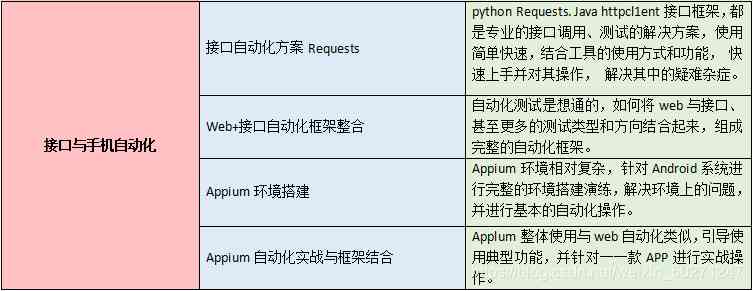 接口与手机自动化
接口自动化方案 Requests
python Requests. Java httpcl1ent 接口框架，都
是专业的接口调用、测试的解决方案，使用
简单快速，结合工具的使用方式和功能， 快
速上手并对其操作， 解决其中的疑难杂症。
Web+接口自动化框架整合
自动化测试是想通的，如何将 web 与接口、
甚至更多的测试类型和方向结合起来，组成
完整的自动化框架。
Appium 环境搭建
Appium 环境相对复杂，针对 Android 系统进
行完整的环境搭建演练，解决环境上的问题，
并进行基本的自动化操作。
Appium 自动化实战与框架结合
Applum 整体使用与 web 自动化类似，引导使
用典型功能，并针对一一款 APP 进行实战操
作。